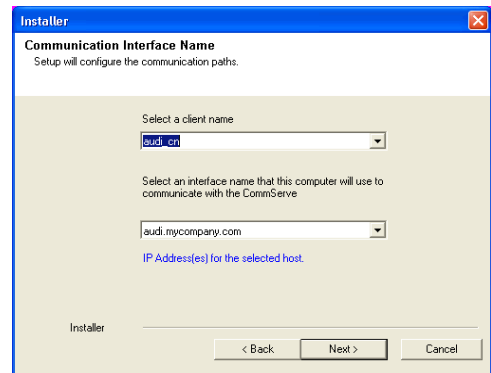 Installer
Communication Interface Name
Setup will configure the communication paths.
Select a client name
audi_cn
Select an interface name that this computer will use to
communicate with the CommServe
audi.mycompany.com
IP Address(es) for the selected host.
Installer
< Back
Next >
Cancel